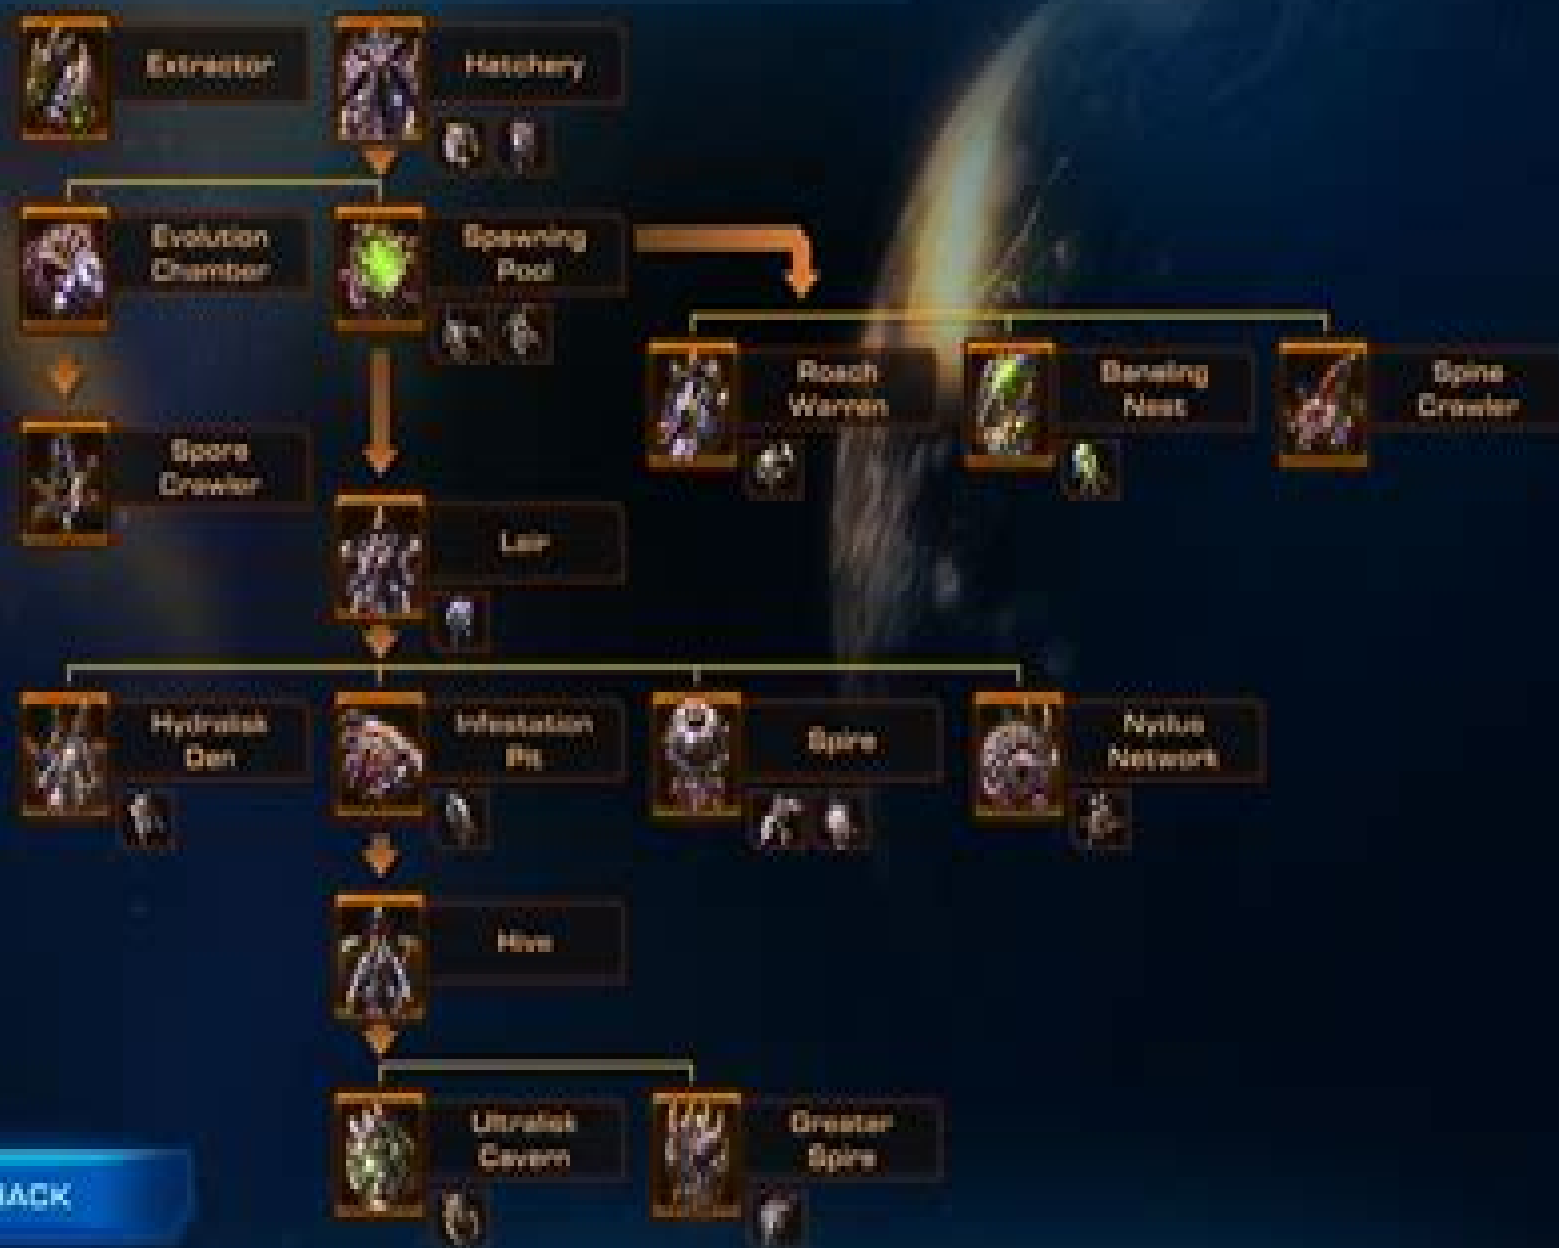 Extractor
Hatchery
Evolution
Chamber
Spawning
Pool
Roach
Warren
Baneling
Nest
Spine
Crawler
Spore
Crawler
Lair
Hydralisk
Den
Infestation
Pit
Spire
Nydus
Network
Hive
Ultralisk
Cavern
Greater
Spire
BACK